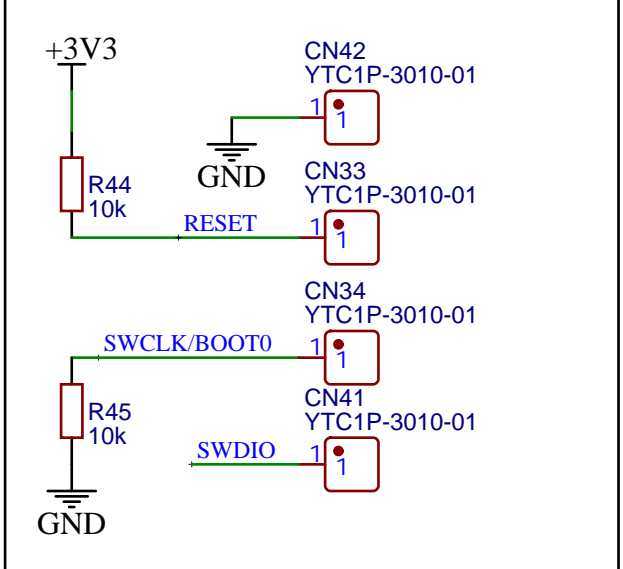 +3V3
CN42
YTC1P-3010-01
1
1
GND
R44
10k
CN33
YTC1P-3010-01
RESET
1
1
CN34
YTC1P-3010-01
SWCLK/BOOT0
1
1
R45
10k
CN41
YTC1P-3010-01
SWDIO
1
1
GND